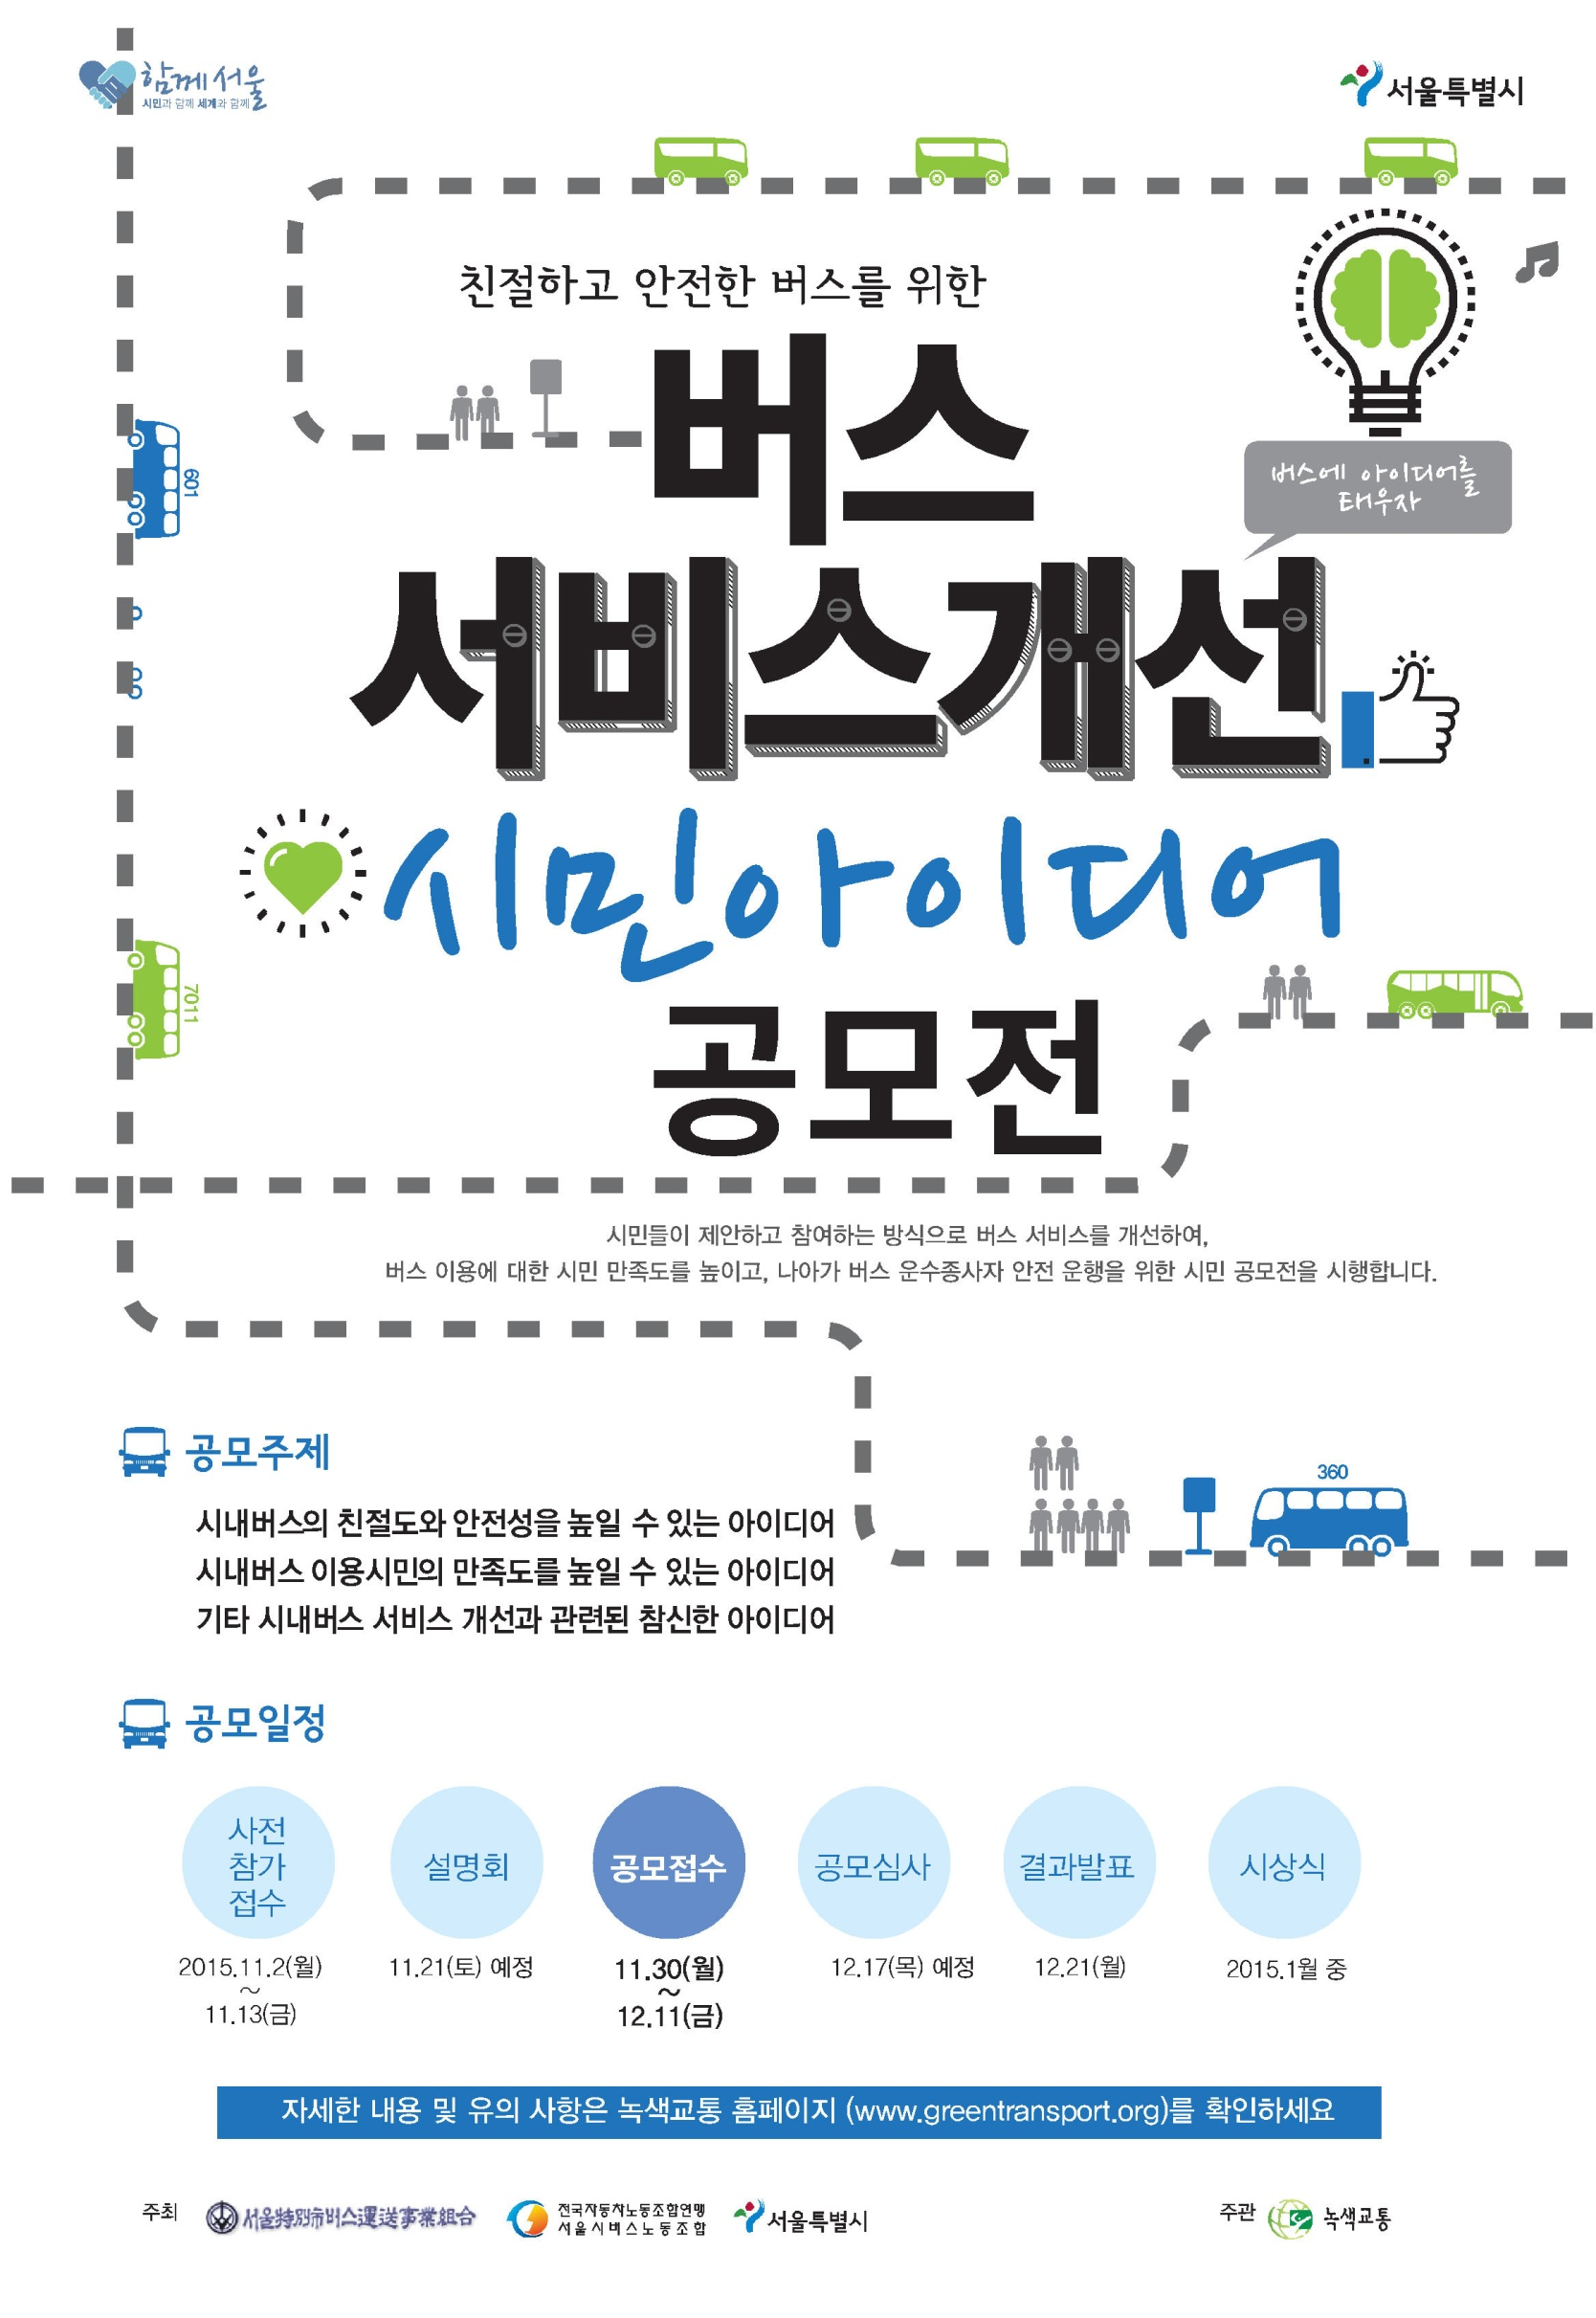 함께서울
시민과 함께 세계와 함께
서울특별시
친절하고 안전한 버스를 위한
버스
버스에 아이디어를
태우자
601
서비스개선
시민아이디어
7011
공모전
시민들이 제안하고 참여하는 방식으로 버스 서비스를 개선하여,
버스 이용에 대한 시민 만족도를 높이고, 나아가 버스 운수종사자 안전 운행을 위한 시민 공모전을 시행합니다.
공모주제
360
시내버스의 친절도와 안전성을 높일 수 있는 아이디어
시내버스 이용시민의 만족도를 높일 수 있는 아이디어
기타 시내버스 서비스 개선과 관련된 참신한 아이디어
공모일정
사전
참가
접수
2015.11.2(월)
~
11.13(금)
설명회
11.21(토) 예정
공모접수
11.30(월)
~
12.11(금)
공모심사
12.17(목) 예정
결과발표
12.21(월)
시상식
2015.1월 중
자세한 내용 및 유의 사항은 녹색교통 홈페이지 (www.greentransport.org)를 확인하세요
주최
서울特別市버스運送事業組合
전국자동차노동조합연맹
서울시버스노동조합
서울특별시
주관
녹색교통